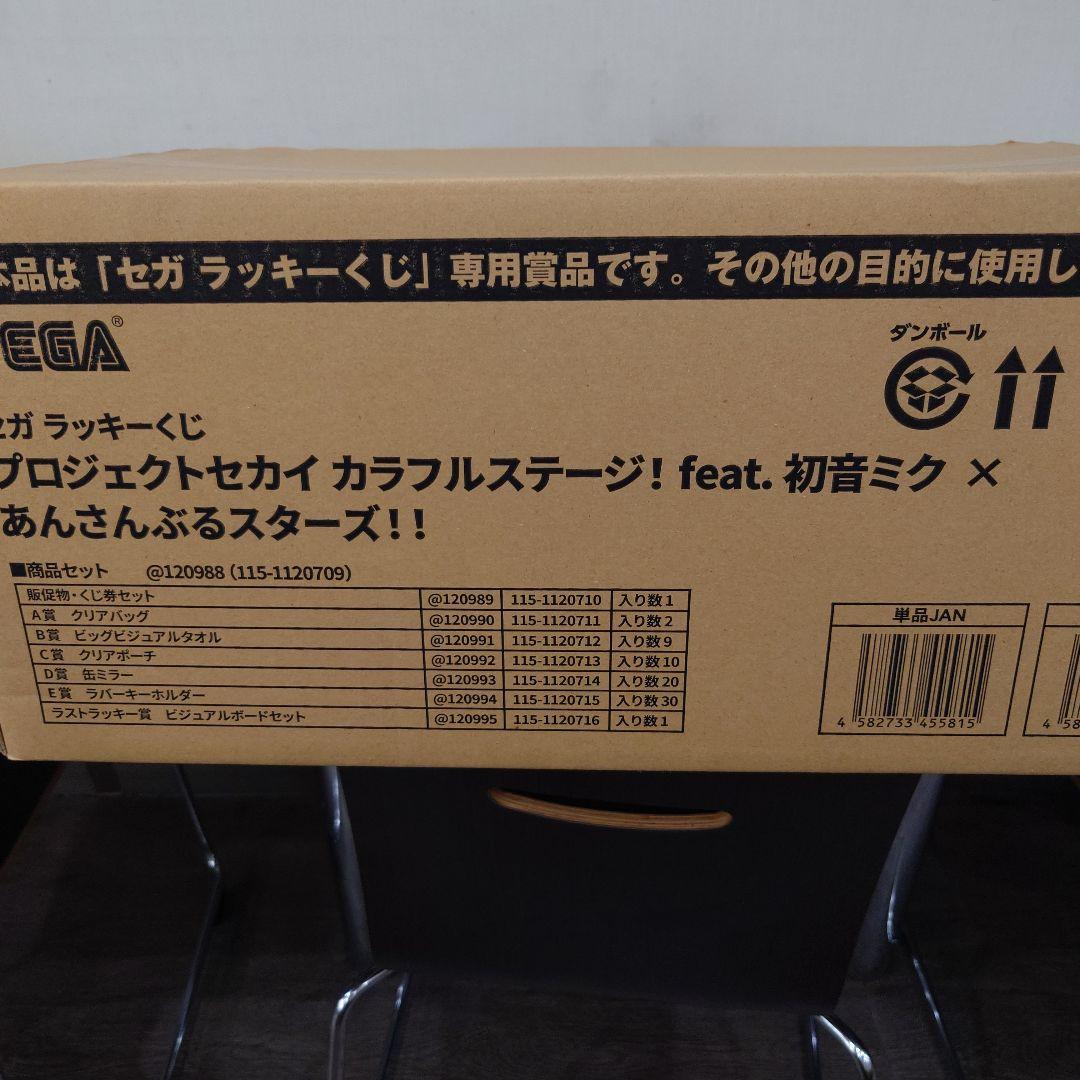 本品は「セガ ラッキーくじ」専用賞品です。その他の目的に使用し
SEGA®
ダンボール
セガ ラッキーくじ
プロジェクトセカイ カラフルステージ！ feat. 初音ミク ×
あんさんぶるスターズ！！
■商品セット @120988（115-1120709）
販促物・くじ券セット @120989 115-1120710 入り数1
A賞 クリアバッグ @120990 115-1120711 入り数2
B賞 ビッグビジュアルタオル @120991 115-1120712 入り数9
C賞 クリアポーチ @120992 115-1120713 入り数10
D賞 缶ミラー @120993 115-1120714 入り数20
E賞 ラバーキーホルダー @120994 115-1120715 入り数30
ラストラッキー賞 ビジュアルボードセット @120995 115-1120716 入り数1
単品JAN
4 582733 455815
4 58